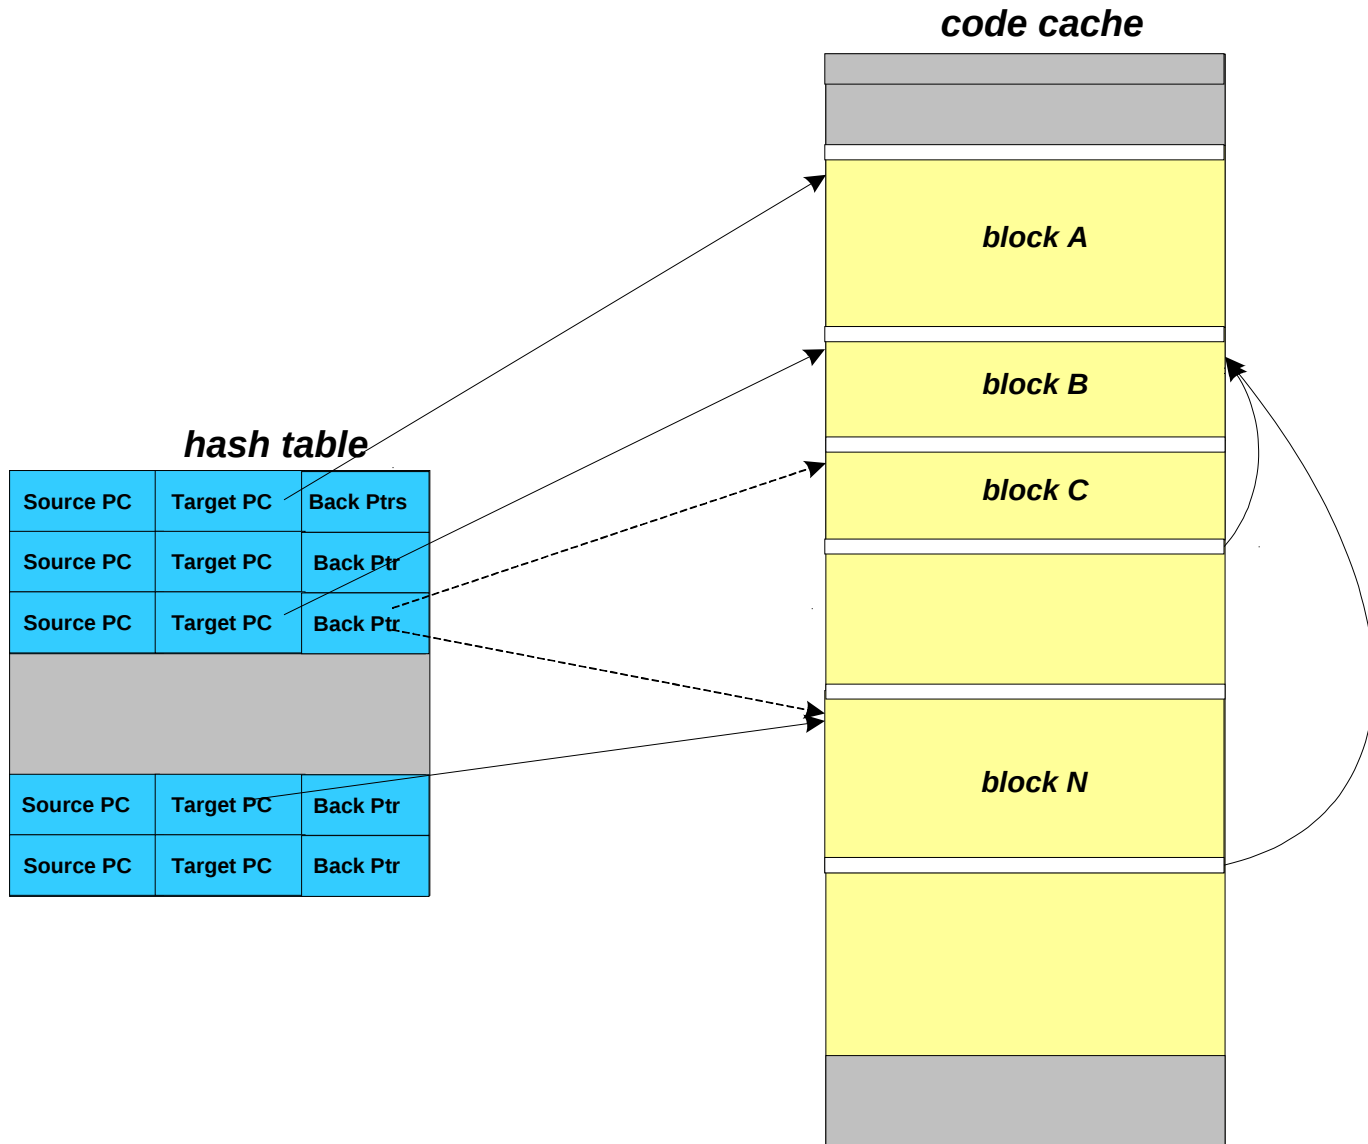 code cache
block A
block B
hash table
block C
Source PC Target PC Back Ptrs
Source PC Target PC Back Ptr
Source PC Target PC Back Ptr
block N
Source PC Target PC Back Ptr
Source PC Target PC Back Ptr